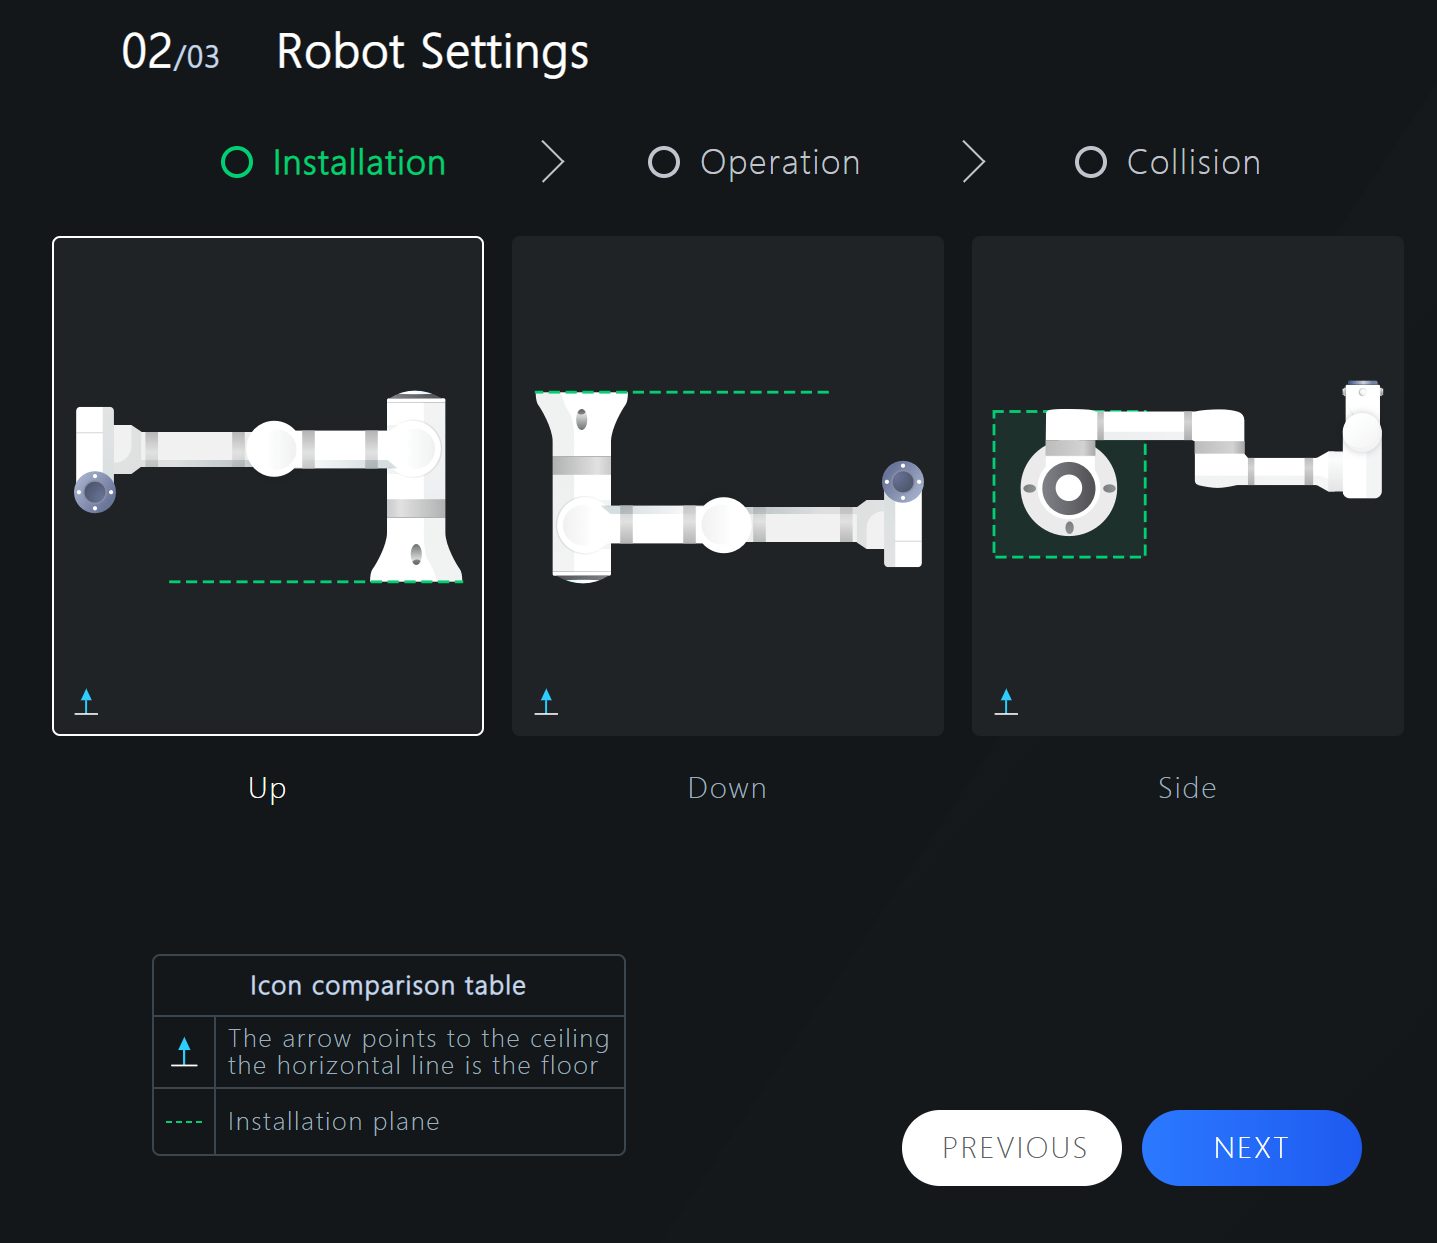 02/03 Robot Settings
Installation
Operation
Collision
Up
Down
Side
Icon comparison table
The arrow points to the ceiling
the horizontal line is the floor
Installation plane
PREVIOUS
NEXT